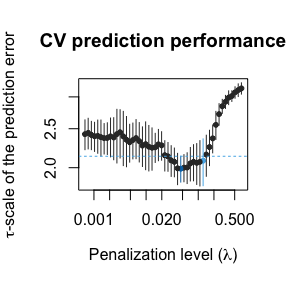 CV prediction performance
τ-scale of the prediction error
2.5
2.0
0.001
0.020
0.500
Penalization level (λ)